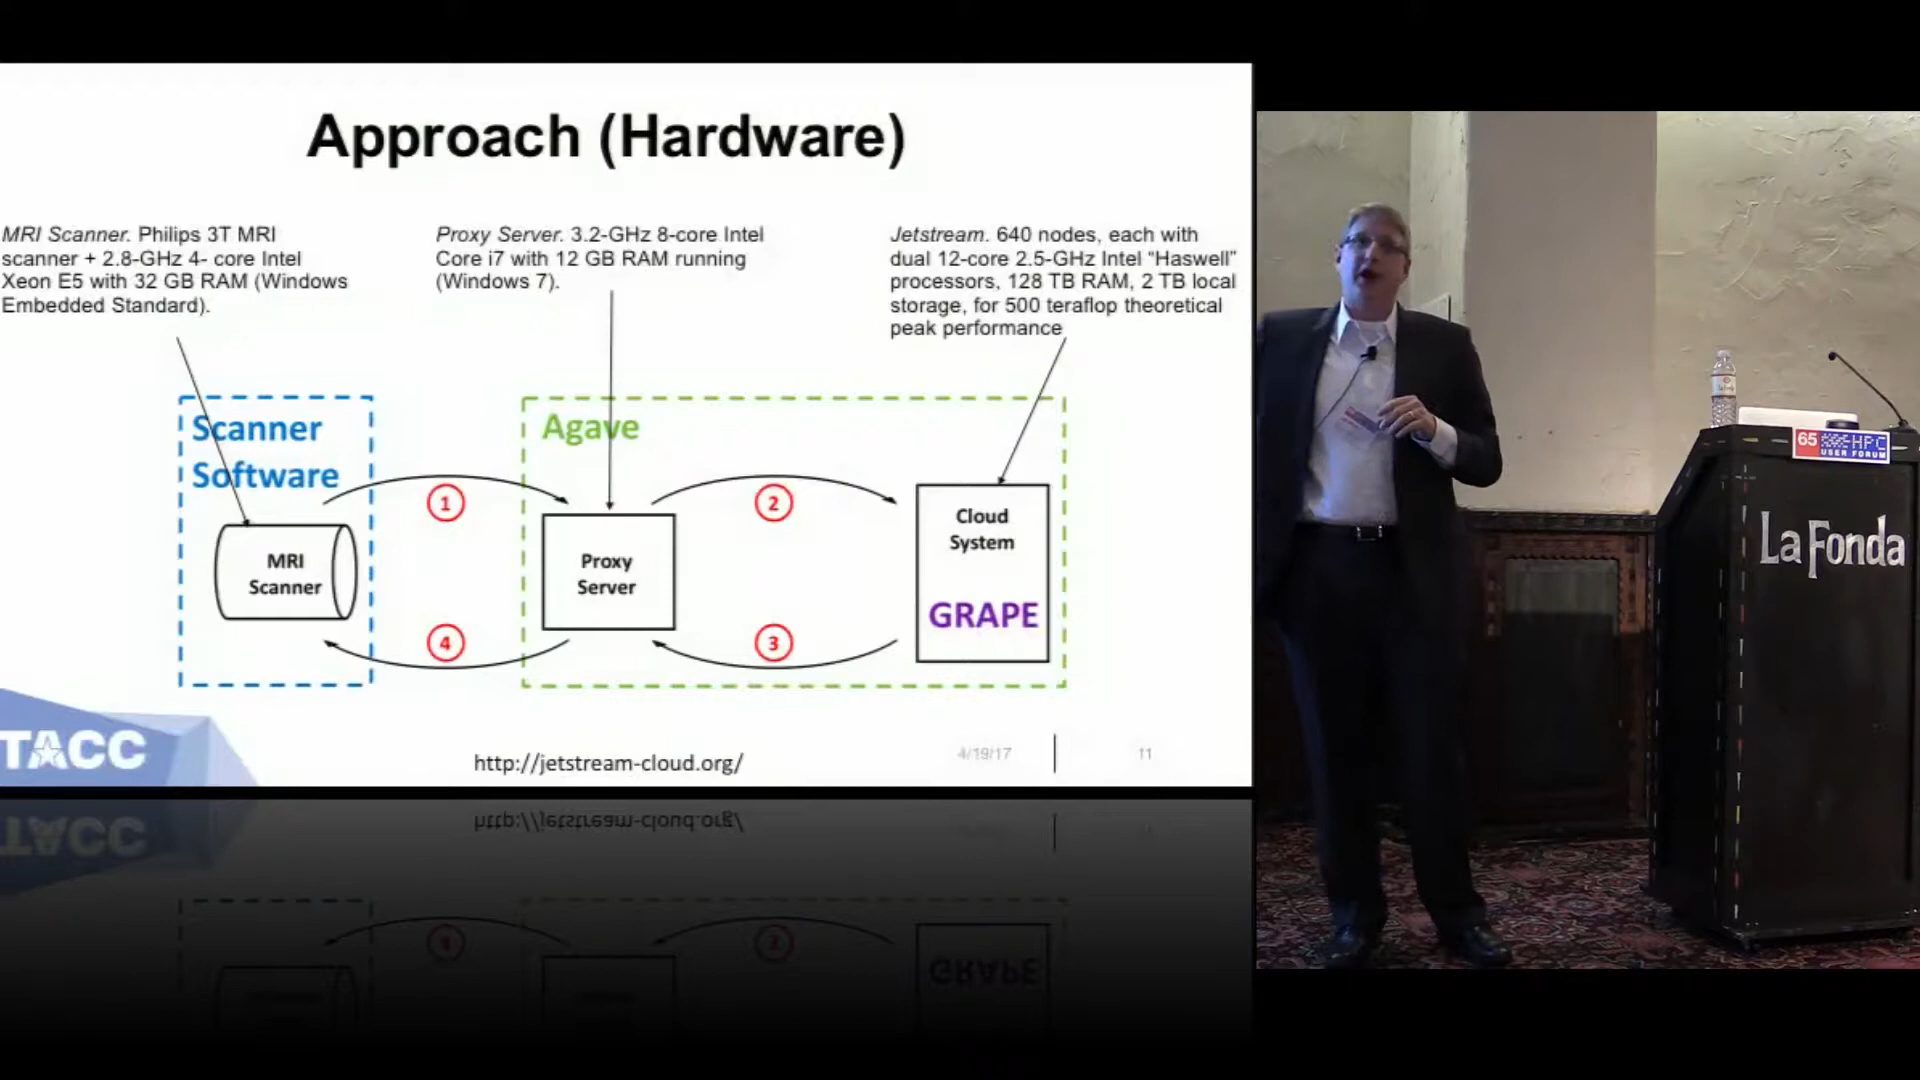 Approach (Hardware)
MRI Scanner. Philips 3T MRI
scanner + 2.8-GHz 4- core Intel
Xeon E5 with 32 GB RAM (Windows
Embedded Standard).
Proxy Server. 3.2-GHz 8-core Intel
Core i7 with 12 GB RAM running
(Windows 7).
Jetstream. 640 nodes, each with
dual 12-core 2.5-GHz Intel “Haswell”
processors, 128 TB RAM, 2 TB local
storage, for 500 teraflop theoretical
peak performance
Scanner
Software
Agave
1
2
MRI
Scanner
Proxy
Server
Cloud
System
GRAPE
4
3
TACC
http://jetstream-cloud.org/
4/19/17
11
65
HPC
USER FORUM
La Fonda